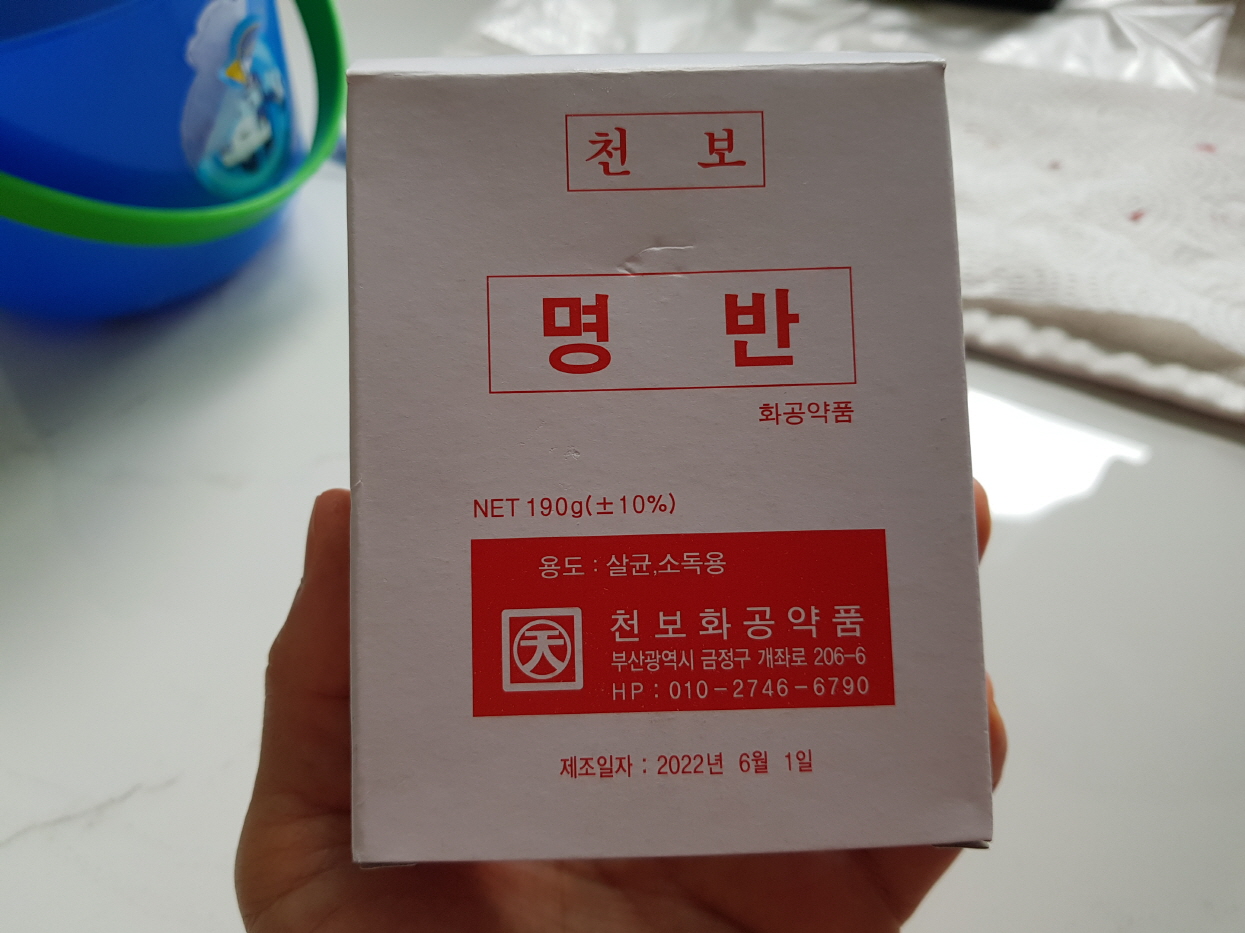 천 보
명 반
화공약품
NET 190g(±10%)
용도 : 살균,소독용
天
천보화공약품
부산광역시 금정구 개좌로 206-6
HP : 010-2746-6790
제조일자 : 2022년 6월 1일